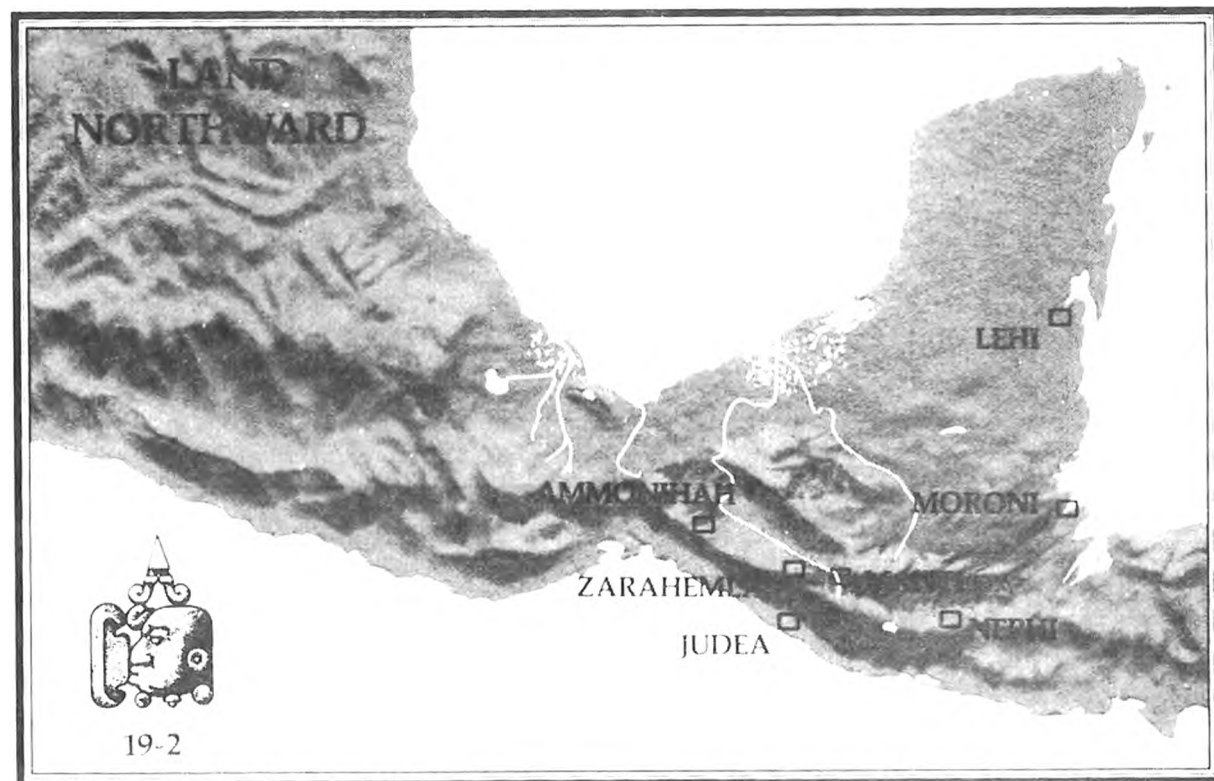 LAND
NORTHWARD
LEHI
AMMONIHAH
MORONI
ZARAHEMLA
NEPHI
JUDEA
19-2